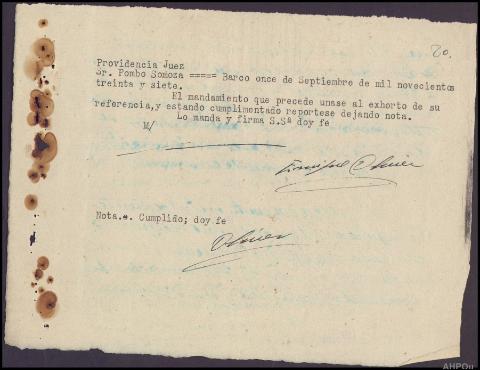 20.
Providencia Juez
Sr. Pombo Somoza ===== Barco once de Septiembre de mil novecientos
treinta y siete.
El mandamiento que precede unase al exhorto de su
referencia,y estando cumplimentado reportese dejando nota.
Lo manda y firma S.Sª doy fe
M/
Nota.=. Cumplido; doy fe
AHPOu